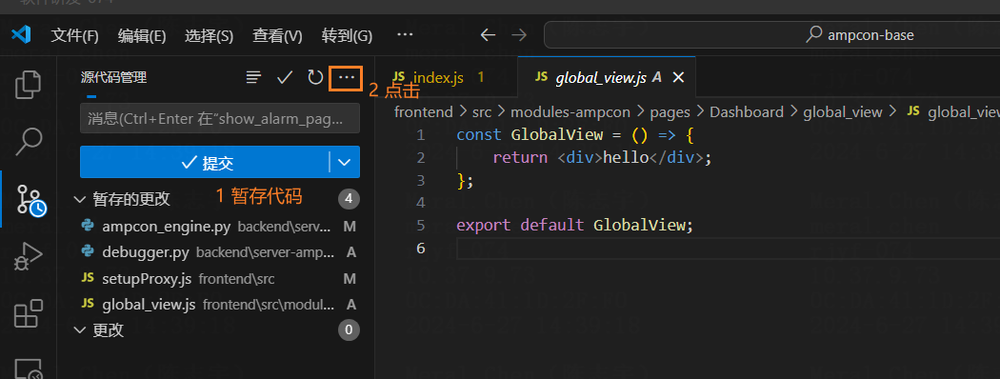 文件(F) 编辑(E) 选择(S) 查看(V) 转到(G) ··· ampcon-base
源代码管理 ···
2 点击
JS index.js 1 JS global_view.js A
消息(Ctrl+Enter 在"show_alarm_pag...
frontend > src > modules-ampcon > pages > Dashboard > global_view > JS global_view
提交
1 暂存代码
暂存的更改 4
ampcon_engine.py backend\serv... M
debugger.py backend\server-amp... A
JS setupProxy.js frontend\src M
JS global_view.js frontend\src\modul... A
更改 0
1 const GlobalView = () => {
2 return <div>hello</div>;
3 };
4
5 export default GlobalView;
6